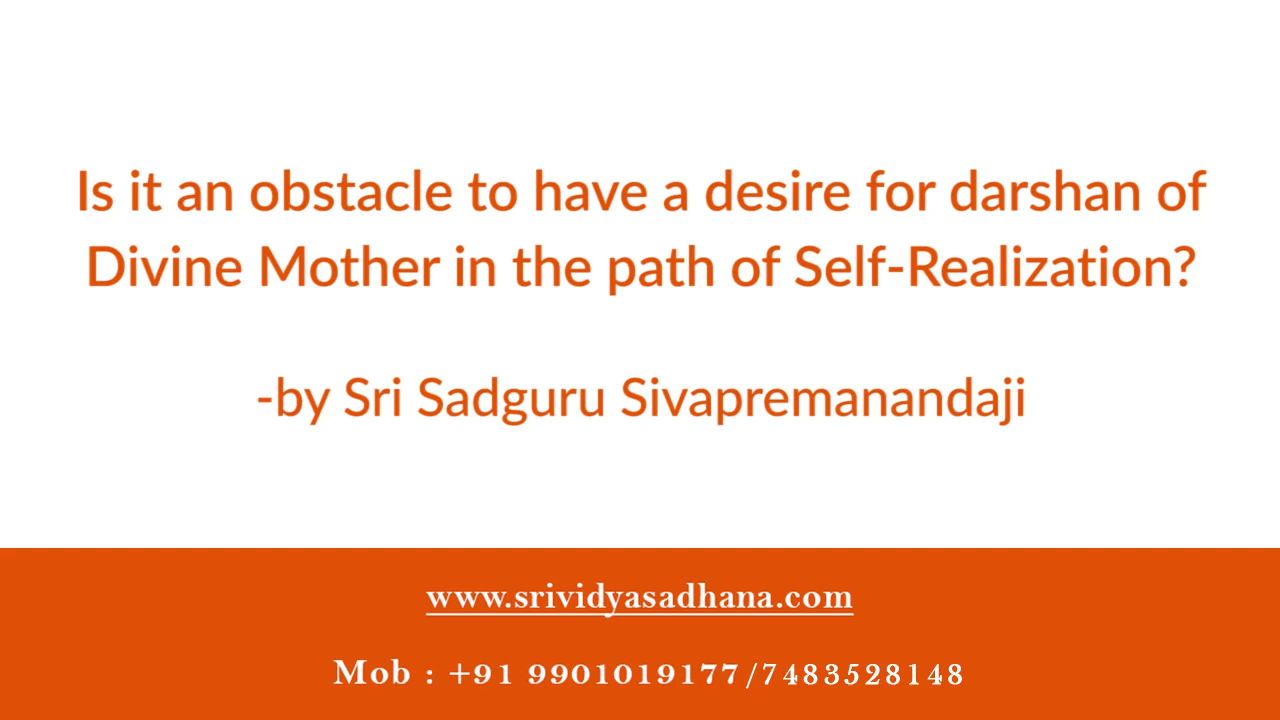 Is it an obstacle to have a desire for darshan of
Divine Mother in the path of Self-Realization?
-by Sri Sadguru Sivapremanandaji
www.srividyasadhana.com
Mob : +91 9901019177/7483528148